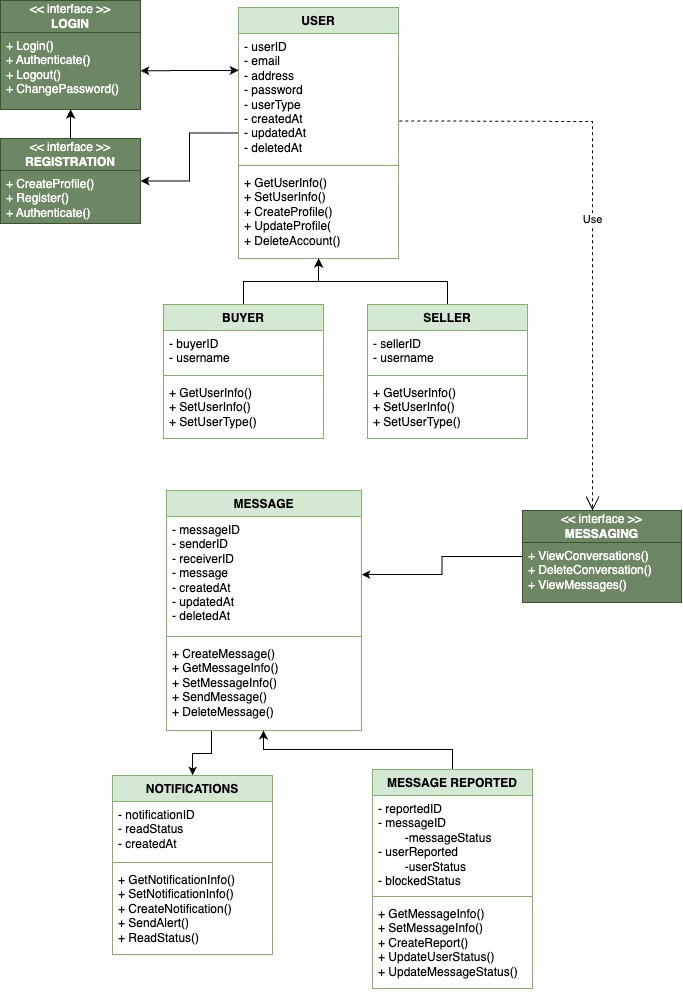 << interface >>
LOGIN
+ Login()
+ Authenticate()
+ Logout()
+ ChangePassword()
<< interface >>
REGISTRATION
+ CreateProfile()
+ Register()
+ Authenticate()
USER
- userID
- email
- address
- password
- userType
- createdAt
- updatedAt
- deletedAt
+ GetUserInfo()
+ SetUserInfo()
+ CreateProfile()
+ UpdateProfile(
+ DeleteAccount()
Use
BUYER
- buyerID
- username
+ GetUserInfo()
+ SetUserInfo()
+ SetUserType()
SELLER
- sellerID
- username
+ GetUserInfo()
+ SetUserInfo()
+ SetUserType()
MESSAGE
- messageID
- senderID
- receiverID
- message
- createdAt
- updatedAt
- deletedAt
+ CreateMessage()
+ GetMessageInfo()
+ SetMessageInfo()
+ SendMessage()
+ DeleteMessage()
<< interface >>
MESSAGING
+ ViewConversations()
+ DeleteConversation()
+ ViewMessages()
NOTIFICATIONS
- notificationID
- readStatus
- createdAt
+ GetNotificationInfo()
+ SetNotificationInfo()
+ CreateNotification()
+ SendAlert()
+ ReadStatus()
MESSAGE REPORTED
- reportedID
- messageID
-messageStatus
- userReported
-userStatus
- blockedStatus
+ GetMessageInfo()
+ SetMessageInfo()
+ CreateReport()
+ UpdateUserStatus()
+ UpdateMessageStatus()